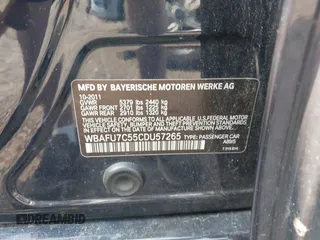 MFD. BY BAYERISCHE MOTOREN WERKE AG
10-2011
GVWR 5379 lbs 2440 kg
GAWR FRONT 2701 lbs 1225 kg
GAWR REAR 2910 lbs 1320 kg
WBAFU7C55CDU57265 TYPE: PASSENGER CAR
THIS VEHICLE CONFORMS TO ALL APPLICABLE FEDERAL MOTOR
VEHICLE SAFETY, BUMPER, AND THEFT PREVENTION STANDARDS IN
EFFECT ON THE DATE OF MANUFACTURE SHOWN ABOVE.
DREAMBID